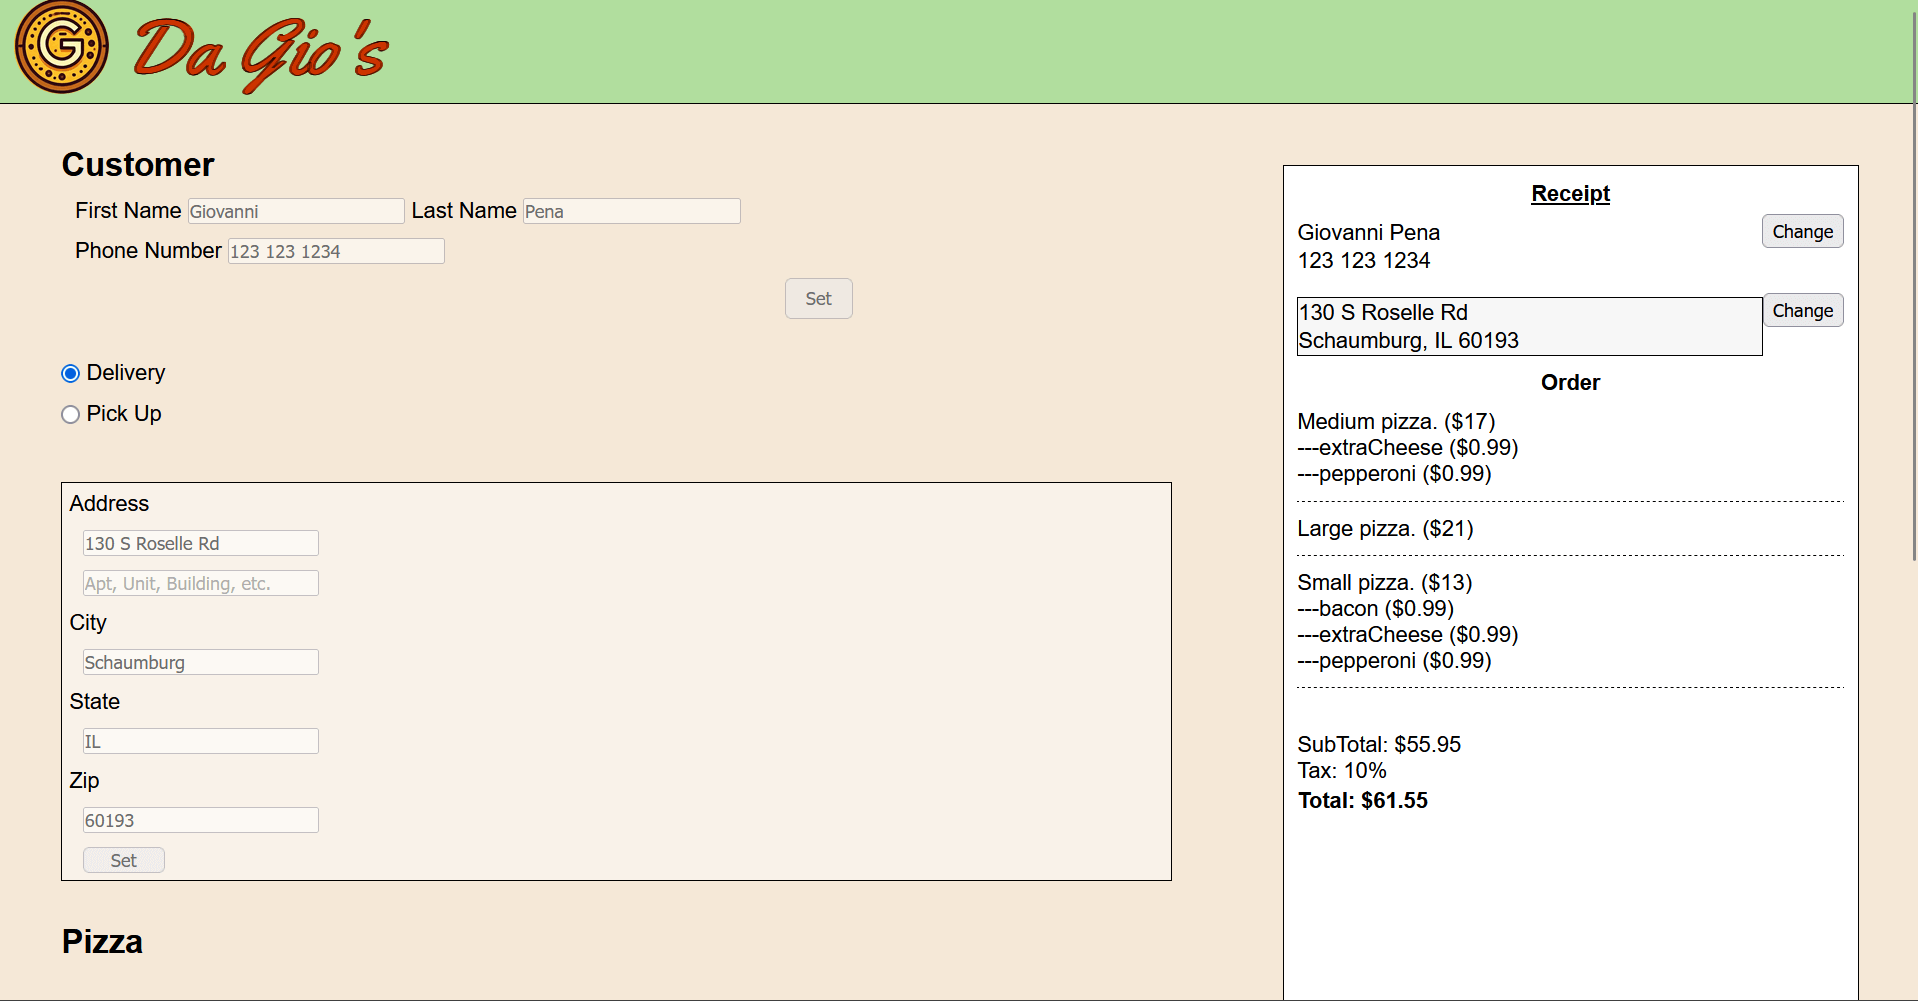 G Da Gio's
Customer
First Name Giovanni Last Name Pena
Phone Number 123 123 1234
Set
Delivery
Pick Up
Address
130 S Roselle Rd
Apt, Unit, Building, etc.
City
Schaumburg
State
IL
Zip
60193
Set
Pizza
Receipt
Giovanni Pena Change
123 123 1234
130 S Roselle Rd Change
Schaumburg, IL 60193
Order
Medium pizza. ($17)
---extraCheese ($0.99)
---pepperoni ($0.99)
Large pizza. ($21)
Small pizza. ($13)
---bacon ($0.99)
---extraCheese ($0.99)
---pepperoni ($0.99)
SubTotal: $55.95
Tax: 10%
Total: $61.55